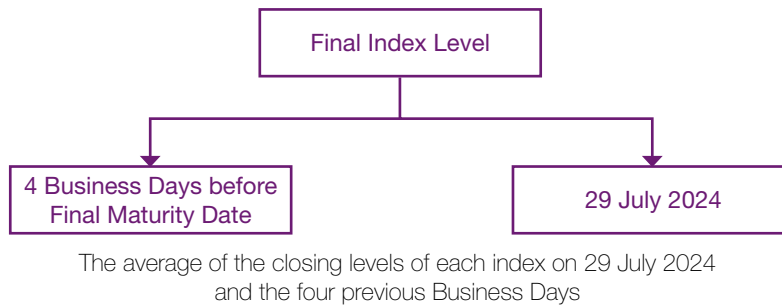 Final Index Level
4 Business Days before
Final Maturity Date
29 July 2024
The average of the closing levels of each index on 29 July 2024
and the four previous Business Days